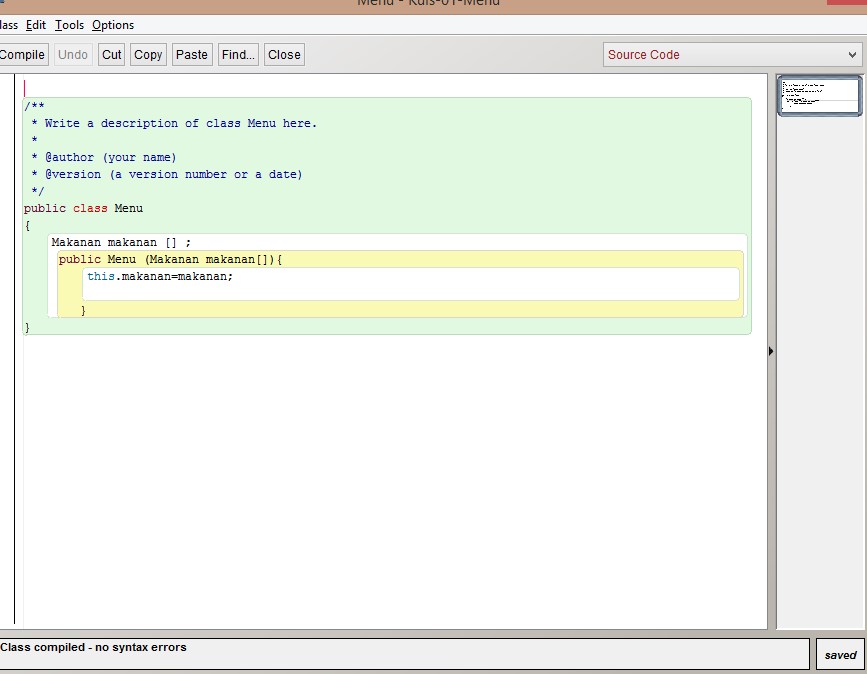 Menu - Kuis-01-Menu
lass Edit Tools Options
Compile Undo Cut Copy Paste Find... Close Source Code
/**
* Write a description of class Menu here.
*
* @author (your name)
* @version (a version number or a date)
*/
public class Menu
{
Makanan makanan [] ;
public Menu (Makanan makanan[]){
this.makanan=makanan;
}
}
Class compiled - no syntax errors
saved